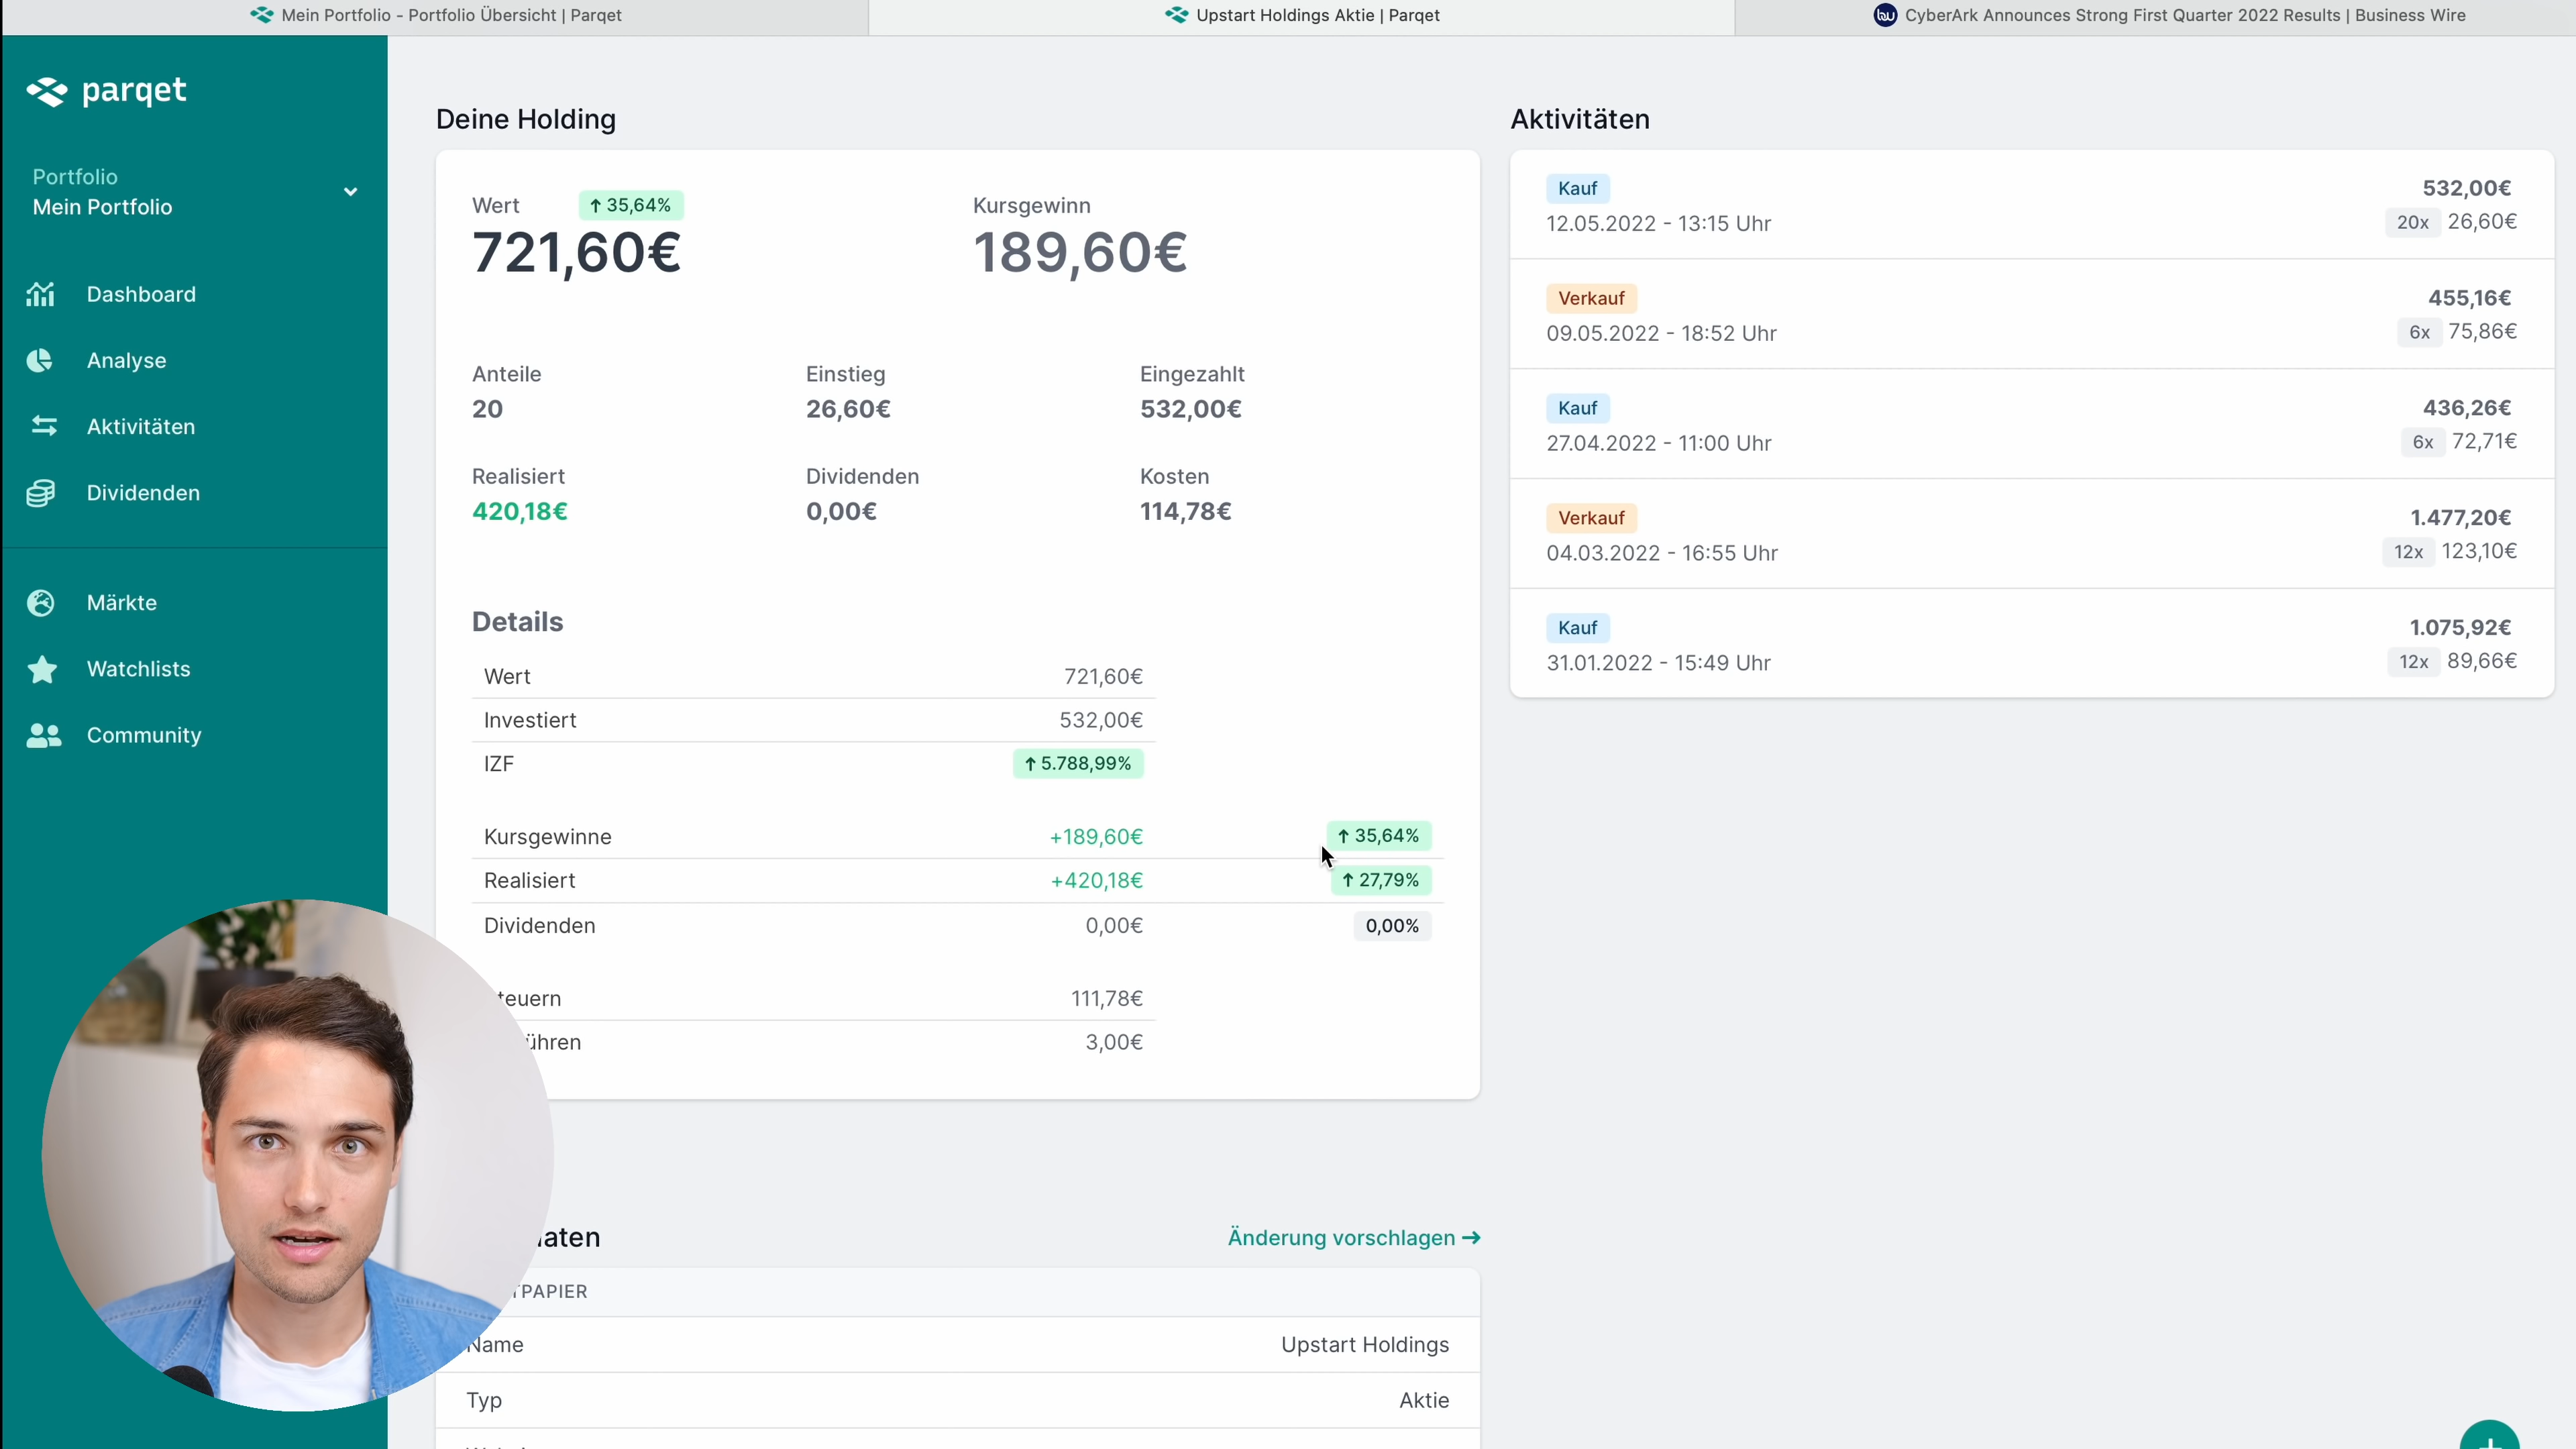 Mein Portfolio - Portfolio Übersicht | Parqet
Upstart Holdings Aktie | Parqet
CyberArk Announces Strong First Quarter 2022 Results | Business Wire
parqet
Portfolio
Mein Portfolio
Dashboard
Analyse
Aktivitäten
Dividenden
Märkte
Watchlists
Community
Deine Holding
Wert ↑ 35,64%
721,60€
Kursgewinn
189,60€
Anteile
20
Einstieg
26,60€
Eingezahlt
532,00€
Realisiert
420,18€
Dividenden
0,00€
Kosten
114,78€
Details
Wert 721,60€
Investiert 532,00€
IZF ↑ 5.788,99%
Kursgewinne +189,60€ ↑ 35,64%
Realisiert +420,18€ ↑ 27,79%
Dividenden 0,00€ 0,00%
teuern 111,78€
ühren 3,00€
aten
Änderung vorschlagen →
TPAPIER
Name Upstart Holdings
Typ Aktie
Aktivitäten
Kauf 532,00€
12.05.2022 - 13:15 Uhr 20x 26,60€
Verkauf 455,16€
09.05.2022 - 18:52 Uhr 6x 75,86€
Kauf 436,26€
27.04.2022 - 11:00 Uhr 6x 72,71€
Verkauf 1.477,20€
04.03.2022 - 16:55 Uhr 12x 123,10€
Kauf 1.075,92€
31.01.2022 - 15:49 Uhr 12x 89,66€